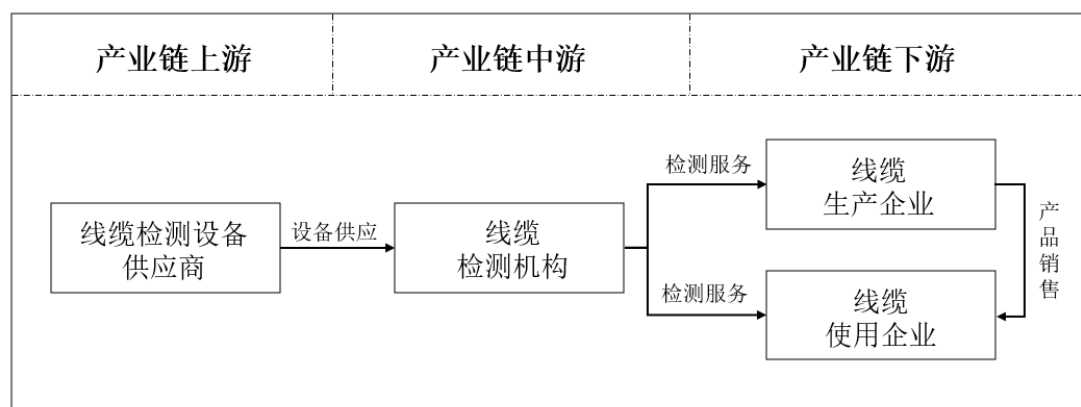 产业链上游
产业链中游
产业链下游
线缆检测设备
供应商
设备供应
线缆
检测机构
检测服务
线缆
生产企业
检测服务
线缆
使用企业
产品销售